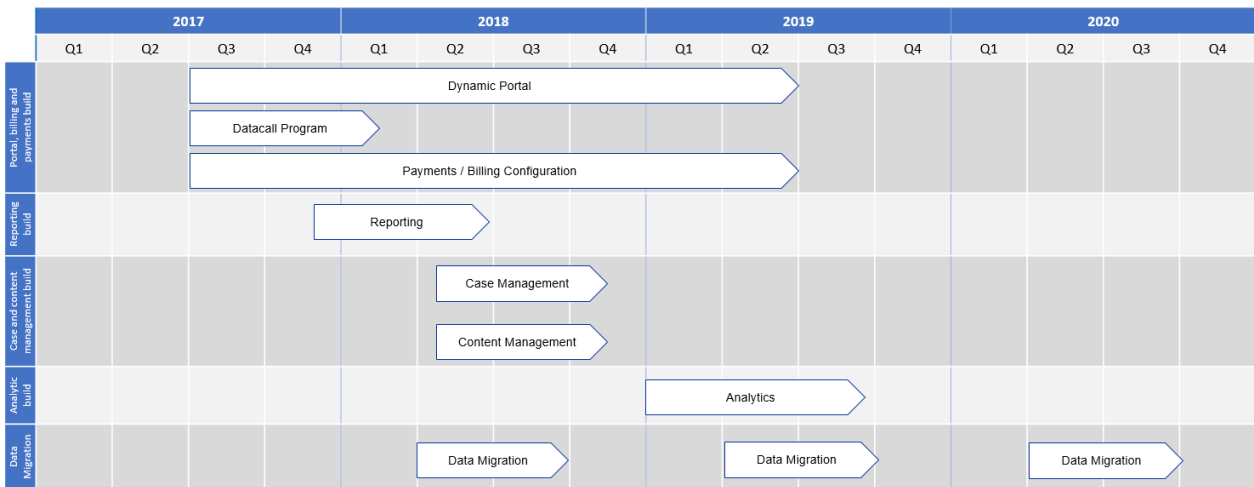 2017 2018 2019 2020
Q1 Q2 Q3 Q4 Q1 Q2 Q3 Q4 Q1 Q2 Q3 Q4 Q1 Q2 Q3 Q4
Portal, billing and
payments build
Dynamic Portal
Datacall Program
Payments / Billing Configuration
Reporting
build
Reporting
Case and content
management build
Case Management
Content Management
Analytic
build
Analytics
Data
Migration
Data Migration Data Migration Data Migration